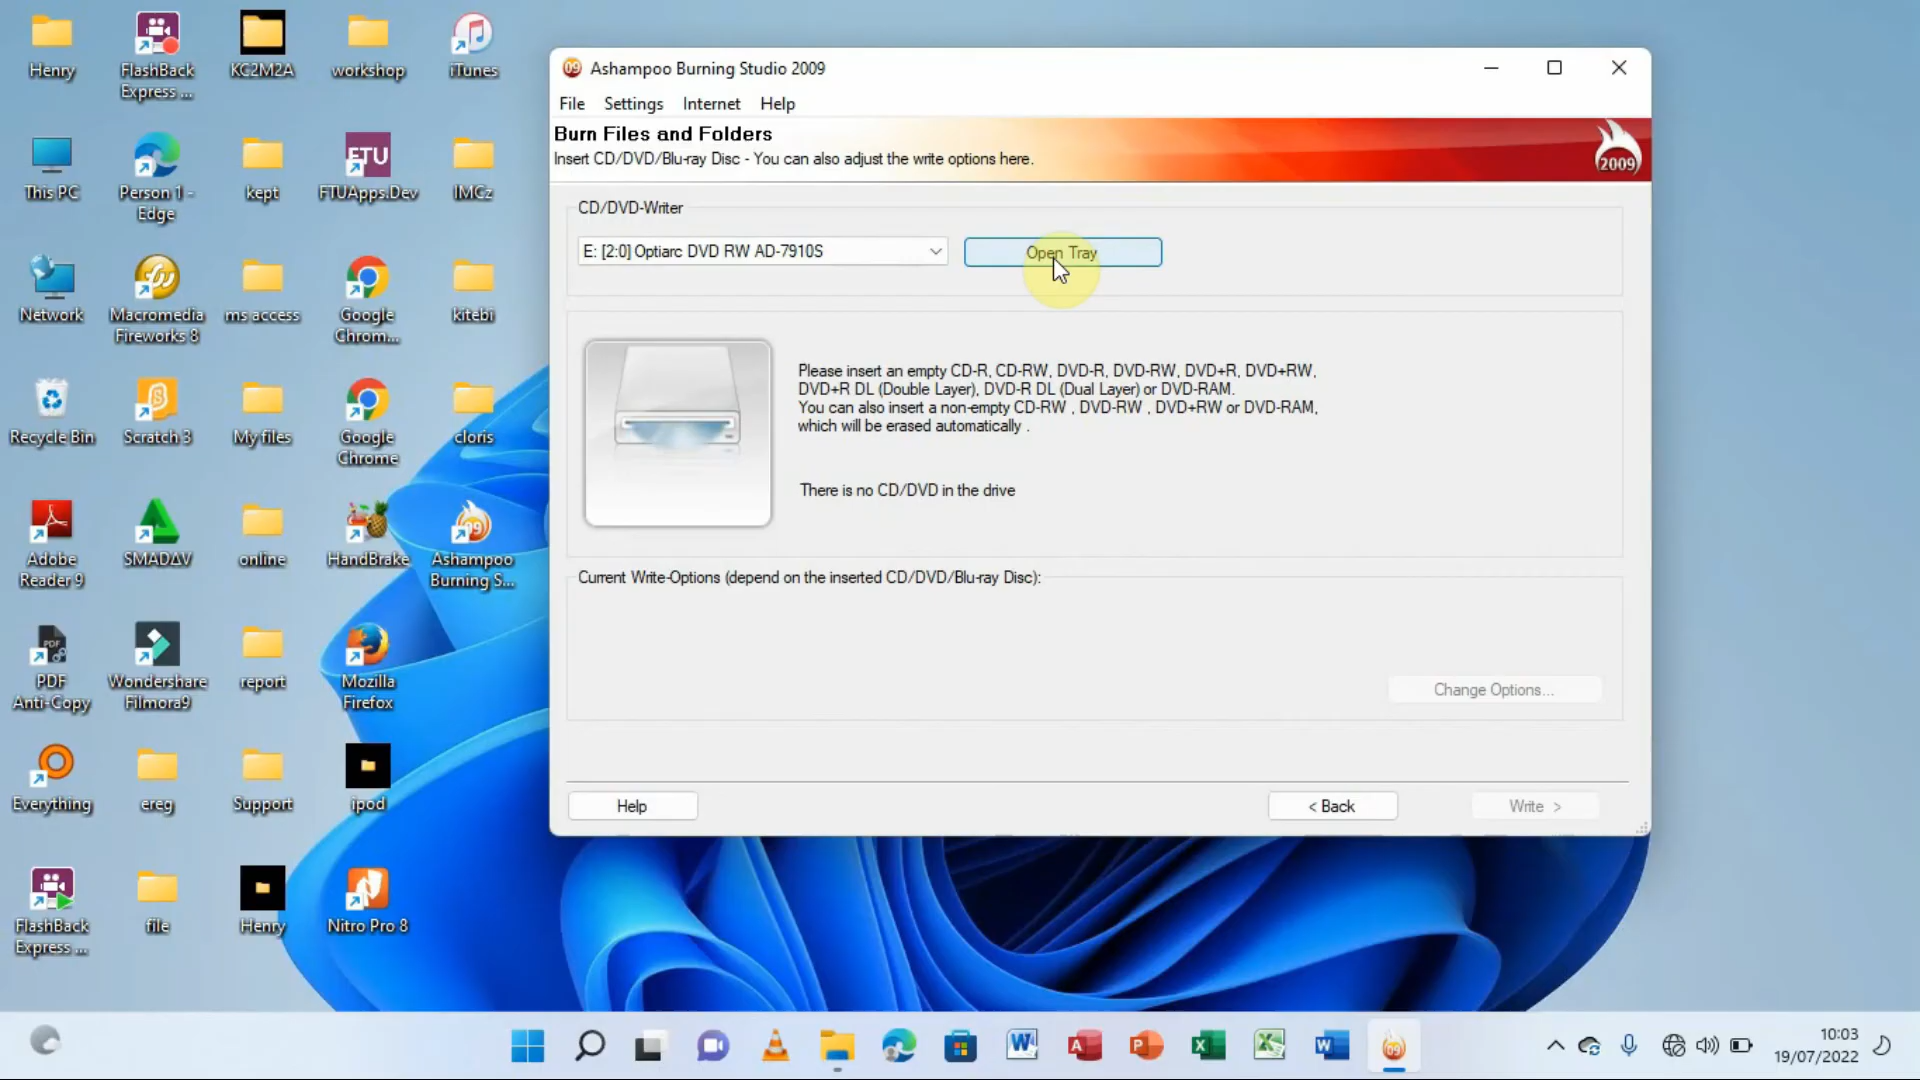 Henry
FlashBack
Express ...
KC2M2A
workshop
iTunes
This PC
Person 1 -
Edge
kept
FTU
FTUApps.Dev
IMCz
Network
Macromedia
Fireworks 8
ms access
Google
Chrom...
kitebi
Recycle Bin
Scratch 3
My files
Google
Chrome
cloris
Adobe
Reader 9
SMADΔV
online
HandBrake
09
Ashampoo
Burning S...
PDF
PDF
Anti-Copy
Wondershare
Filmora9
report
Mozilla
Firefox
Everything
ereg
Support
ipod
FlashBack
Express ...
file
Henry
Nitro Pro 8
09
Ashampoo Burning Studio 2009
File Settings Internet Help
Burn Files and Folders
Insert CD/DVD/Blu-ray Disc - You can also adjust the write options here.
2009
CD/DVD-Writer
E: [2:0] Optiarc DVD RW AD-7910S
Open Tray
Please insert an empty CD-R, CD-RW, DVD-R, DVD-RW, DVD+R, DVD+RW,
DVD+R DL (Double Layer), DVD-R DL (Dual Layer) or DVD-RAM.
You can also insert a non-empty CD-RW , DVD-RW , DVD+RW or DVD-RAM,
which will be erased automatically .
There is no CD/DVD in the drive
Current Write-Options (depend on the inserted CD/DVD/Blu-ray Disc):
Change Options...
Help
< Back
Write >
W
A
P
X
X
W
09
10:03
19/07/2022